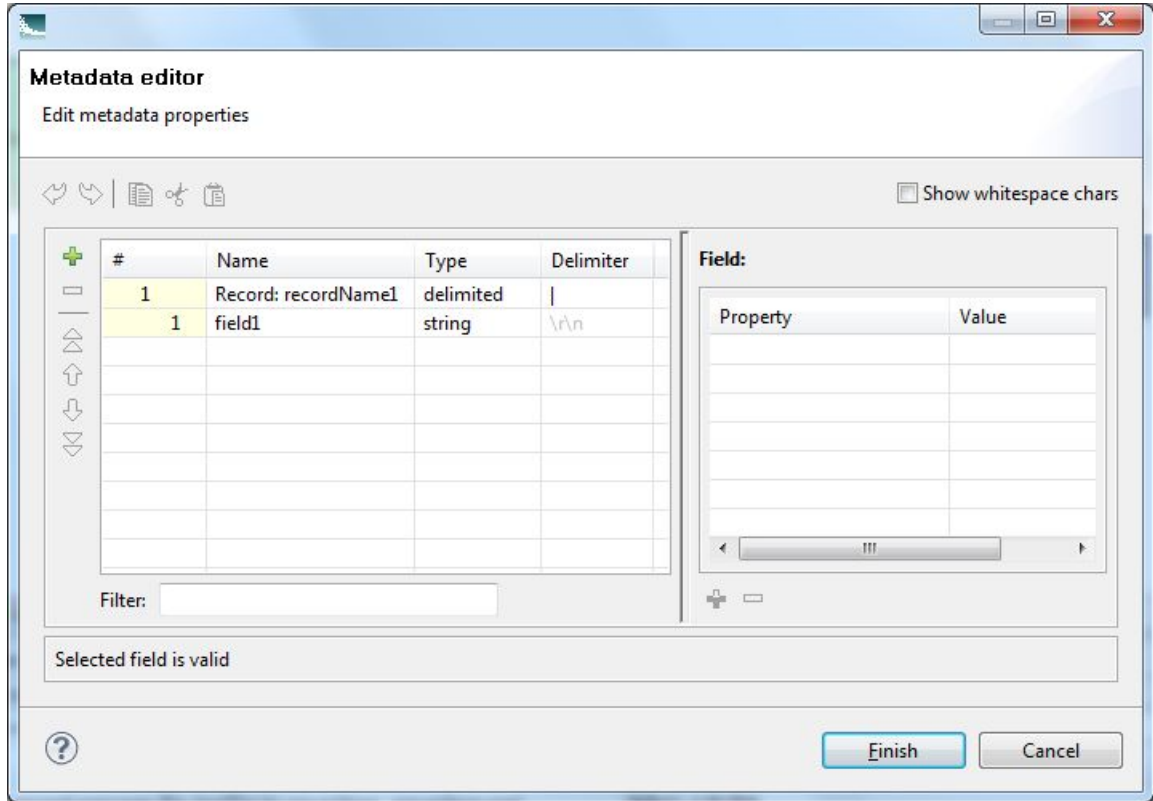 Metadata editor
Edit metadata properties
Show whitespace chars
# Name Type Delimiter
1 Record: recordName1 delimited |
1 field1 string \r\n
Filter:
Field:
Property Value
Selected field is valid
Finish Cancel